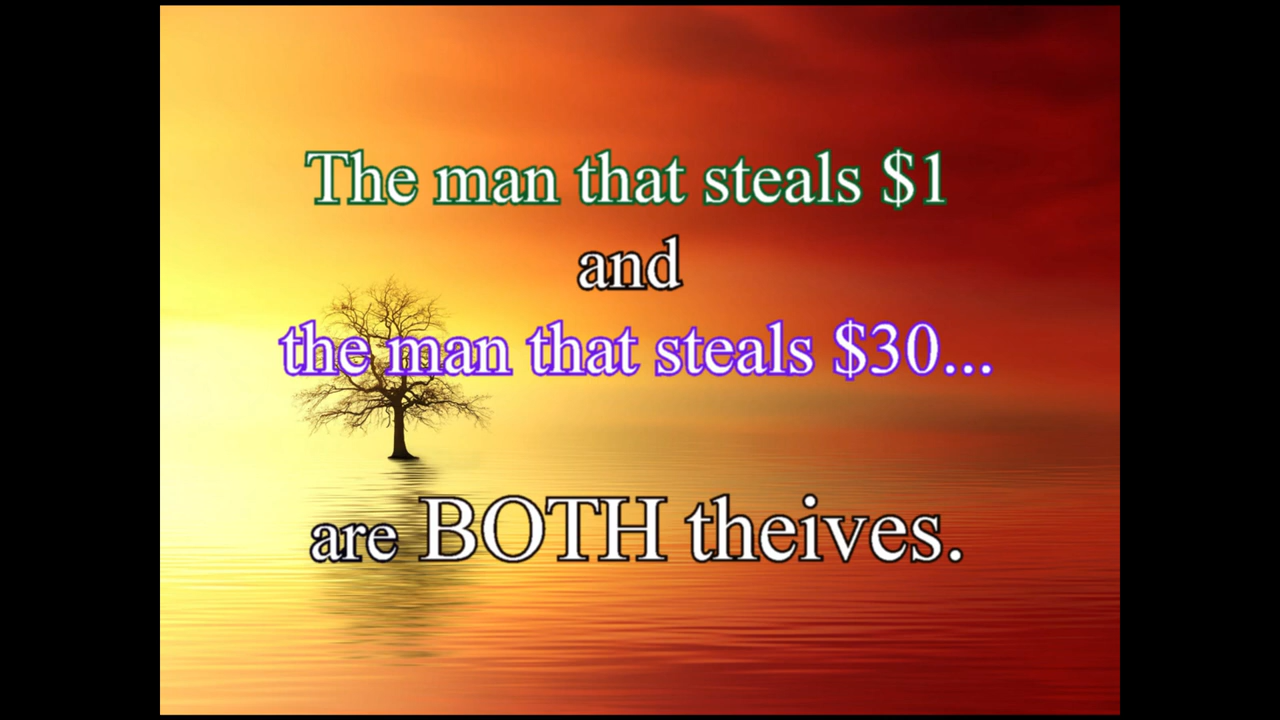 The man that steals $1
and
the man that steals $30...
are BOTH theives.